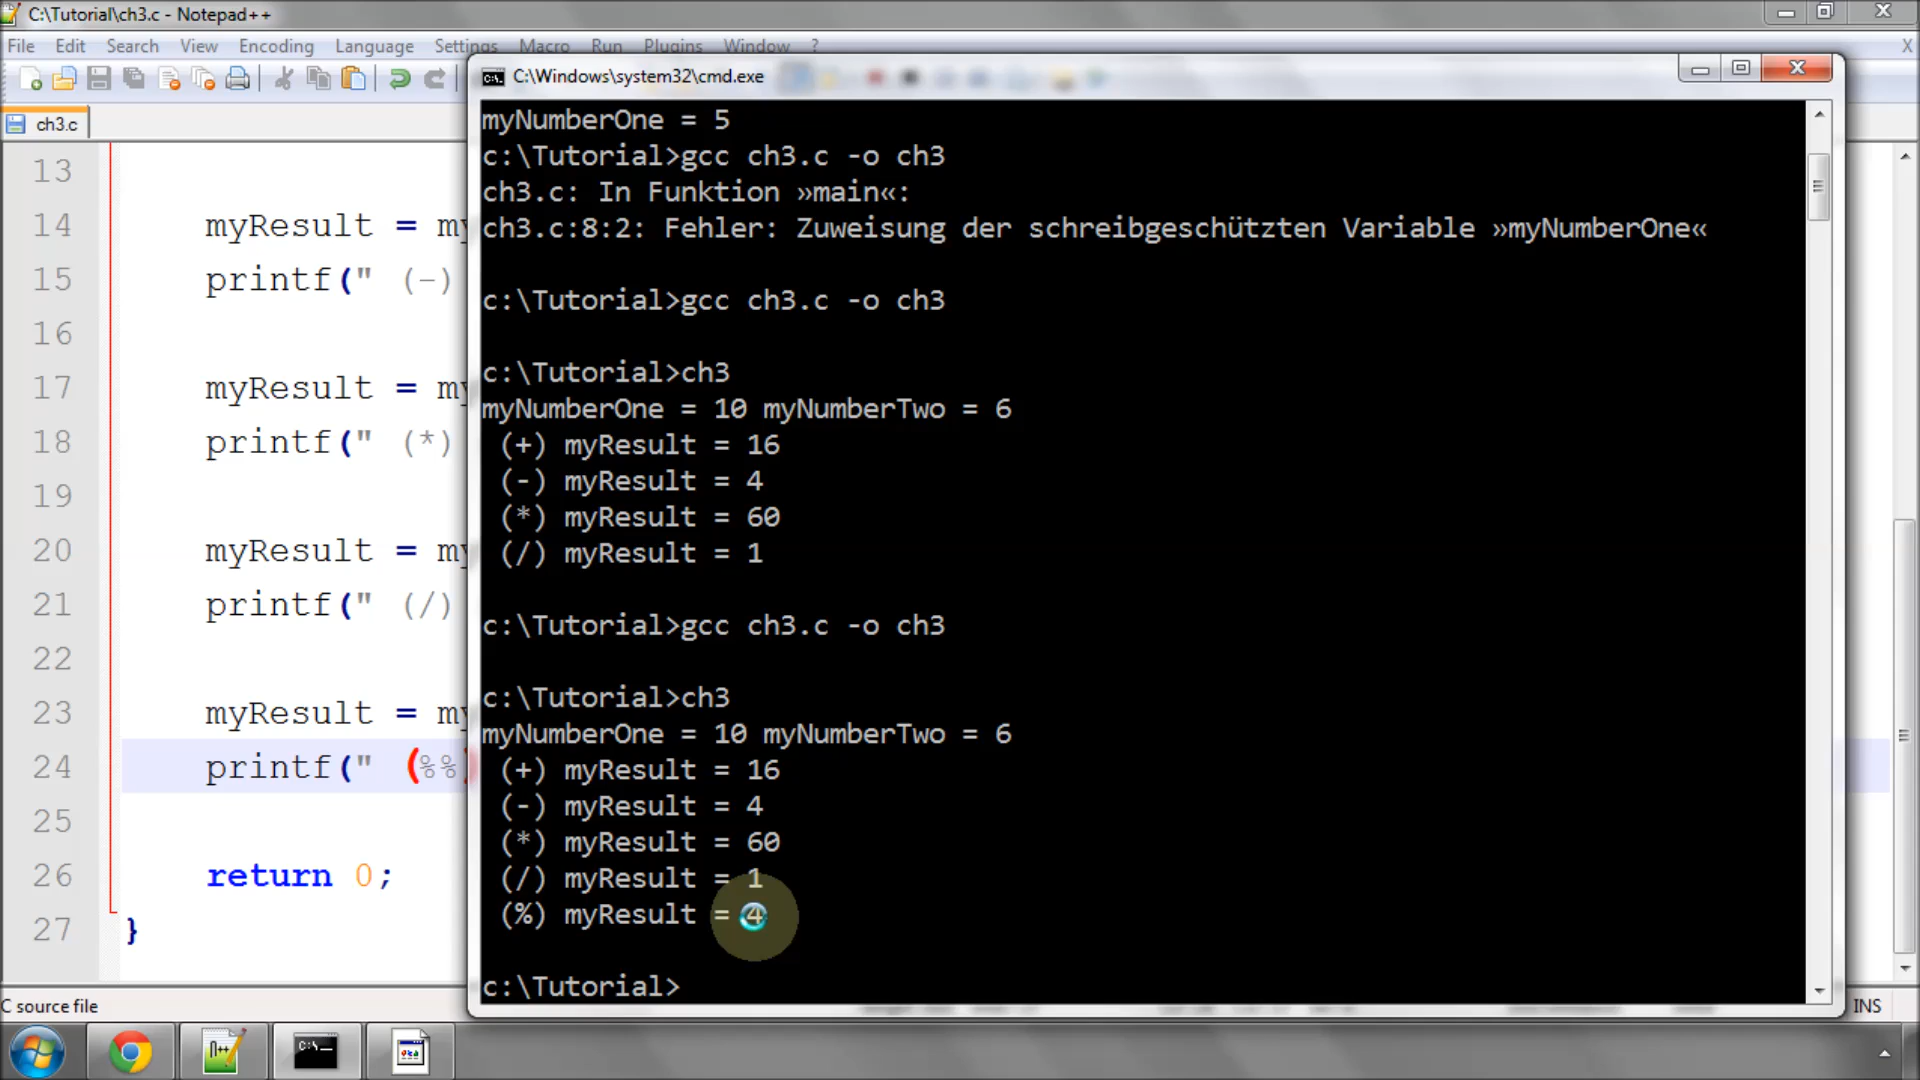 C:\Tutorial\ch3.c - Notepad++
File Edit Search View Encoding Language Settings Macro Run Plugins Window ? X
C:\Windows\system32\cmd.exe
ch3.c
13
14 myResult = my
15 printf(" (-)
16
17 myResult = my
18 printf(" (*)
19
20 myResult = my
21 printf(" (/)
22
23 myResult = my
24 printf(" (%%)
25
26 return 0;
27 }
myNumberOne = 5
c:\Tutorial>gcc ch3.c -o ch3
ch3.c: In Funktion »main«:
ch3.c:8:2: Fehler: Zuweisung der schreibgeschützten Variable »myNumberOne«
c:\Tutorial>gcc ch3.c -o ch3
c:\Tutorial>ch3
myNumberOne = 10 myNumberTwo = 6
(+) myResult = 16
(-) myResult = 4
(*) myResult = 60
(/) myResult = 1
c:\Tutorial>gcc ch3.c -o ch3
c:\Tutorial>ch3
myNumberOne = 10 myNumberTwo = 6
(+) myResult = 16
(-) myResult = 4
(*) myResult = 60
(/) myResult = 1
(%) myResult = 4
c:\Tutorial>
C source file
INS